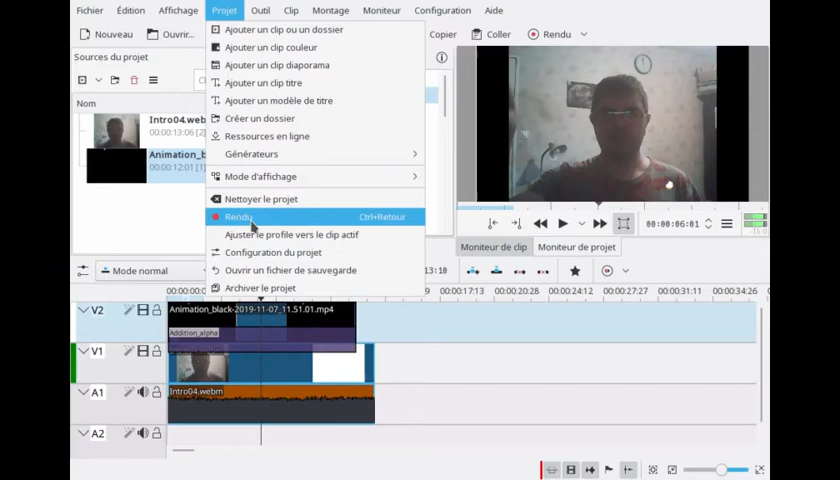 Fichier Édition Affichage Projet Outil Clip Montage Moniteur Configuration Aide
Nouveau Ouvrir... Copier Coller Rendu
Sources du projet
Nom
Intro04.web
00:00:13:06 [2]
Animation_b
00:00:12:01 [1]
Ajouter un clip ou un dossier
Ajouter un clip couleur
Ajouter un clip diaporama
Ajouter un clip titre
Ajouter un modèle de titre
Créer un dossier
Ressources en ligne
Générateurs
Mode d'affichage
Nettoyer le projet
Rendu Ctrl+Retour
Ajuster le profile vers le clip actif
Configuration du projet
Ouvrir un fichier de sauvegarde
Archiver le projet
00:00:06:01
Moniteur de clip Moniteur de projet
Mode normal 13:10
00:00:17:13 00:00:20:28 00:00:24:12 00:00:27:27 00:00:31:11 00:00:34:26
V2 Animation_black-2019-11-07_11.51.01.mp4
Addition_alpha
V1
A1 Intro04.webm
A2